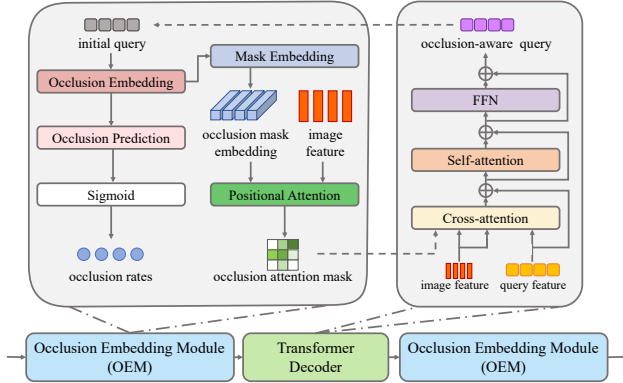 initial query
Occlusion Embedding
Mask Embedding
Occlusion Prediction
occlusion mask
embedding
image
feature
Sigmoid
Positional Attention
occlusion rates
occlusion attention mask
occlusion-aware query
FFN
Self-attention
Cross-attention
image feature
query feature
Occlusion Embedding Module
(OEM)
Transformer
Decoder
Occlusion Embedding Module
(OEM)